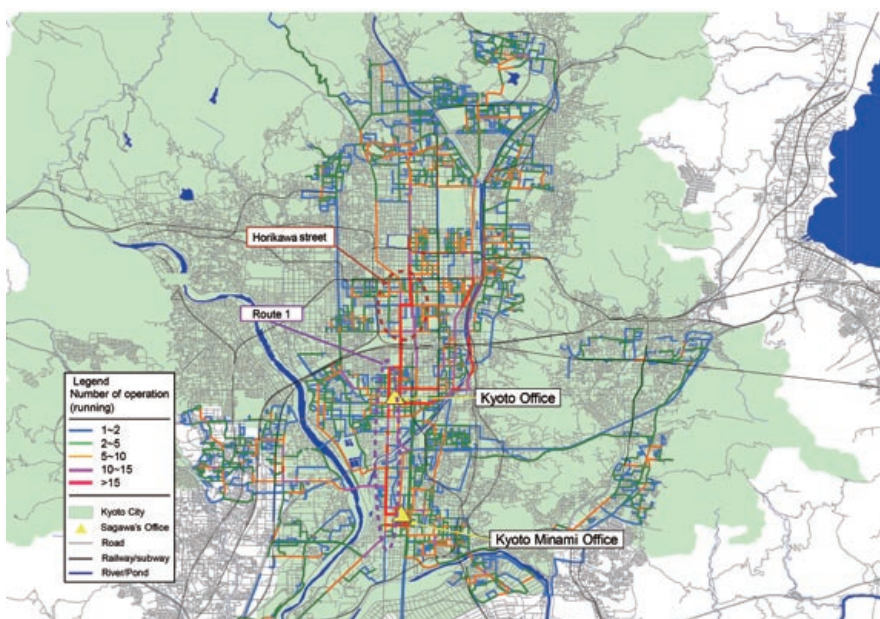 Horikawa street
Route 1
Legend
Number of operation
(running)
1~2
2~5
5~10
10~15
>15
Kyoto City
Sagawa's Office
Road
Railway/subway
River/Pond
Kyoto Office
Kyoto Minami Office